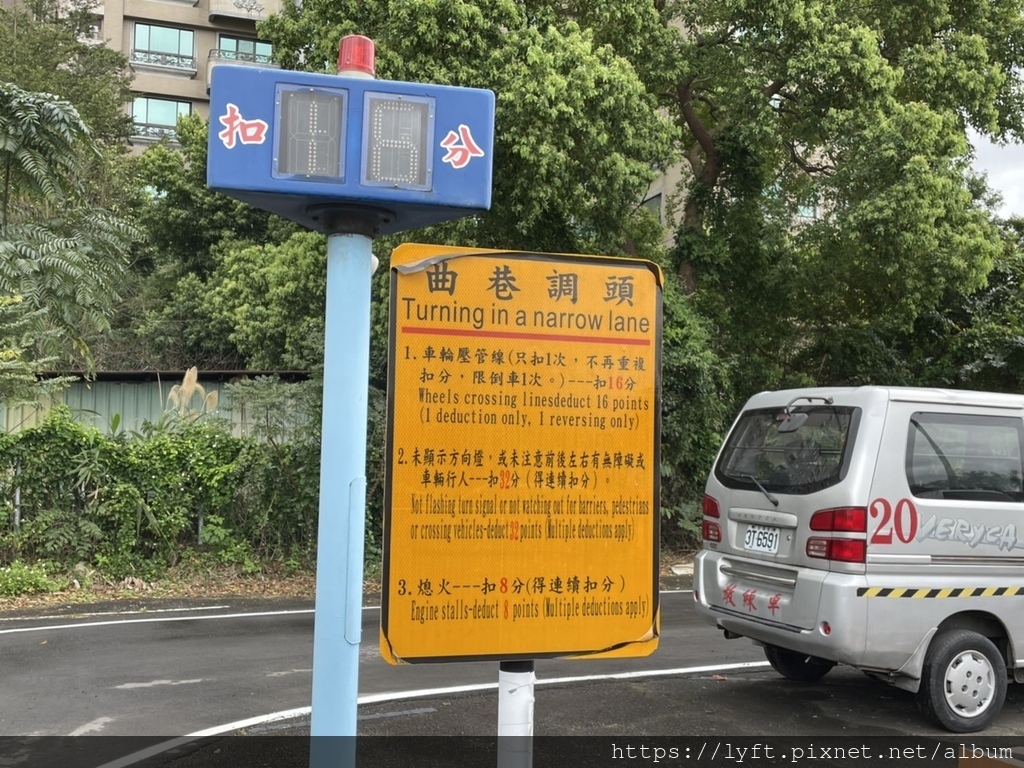 扣 16 分
曲巷調頭
Turning in a narrow lane
1. 車輪壓管線(只扣1次，不再重複
扣分，限倒車1次。)---扣16分
Wheels crossing linesdeduct 16 points
(1 deduction only, 1 reversing only)
2. 未顯示方向燈，或未注意前後左右有無障礙或
車輛行人---扣32分 (得連續扣分)。
Not flashing turn signal or not watching out for barriers, pedestrians
or crossing vehicles-deduct 32 points (Multiple deductions apply)
3. 熄火---扣8分(得連續扣分)
Engine stalls-deduct 8 points (Multiple deductions apply)
20
VERYCA
3T6591
https://lyft.pixnet.net/album